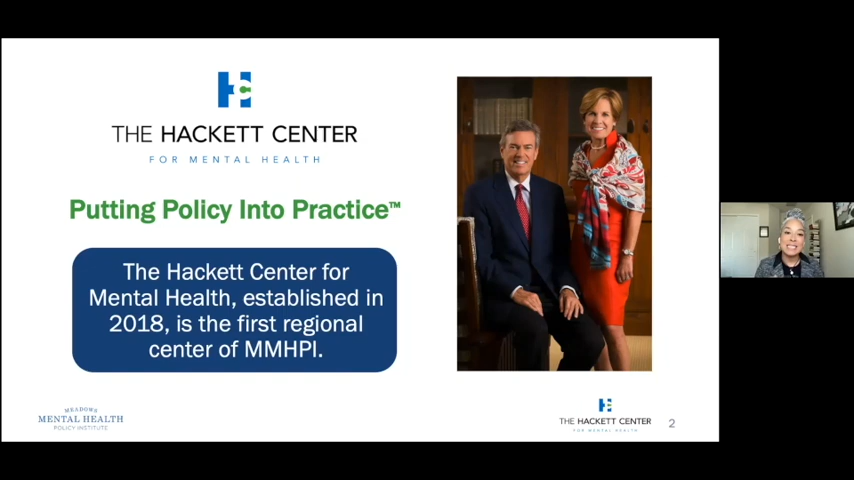 THE HACKETT CENTER
FOR MENTAL HEALTH
Putting Policy Into Practice™
The Hackett Center for
Mental Health, established in
2018, is the first regional
center of MMHPI.
MEADOWS
MENTAL HEALTH
POLICY INSTITUTE
THE HACKETT CENTER
FOR MENTAL HEALTH
2